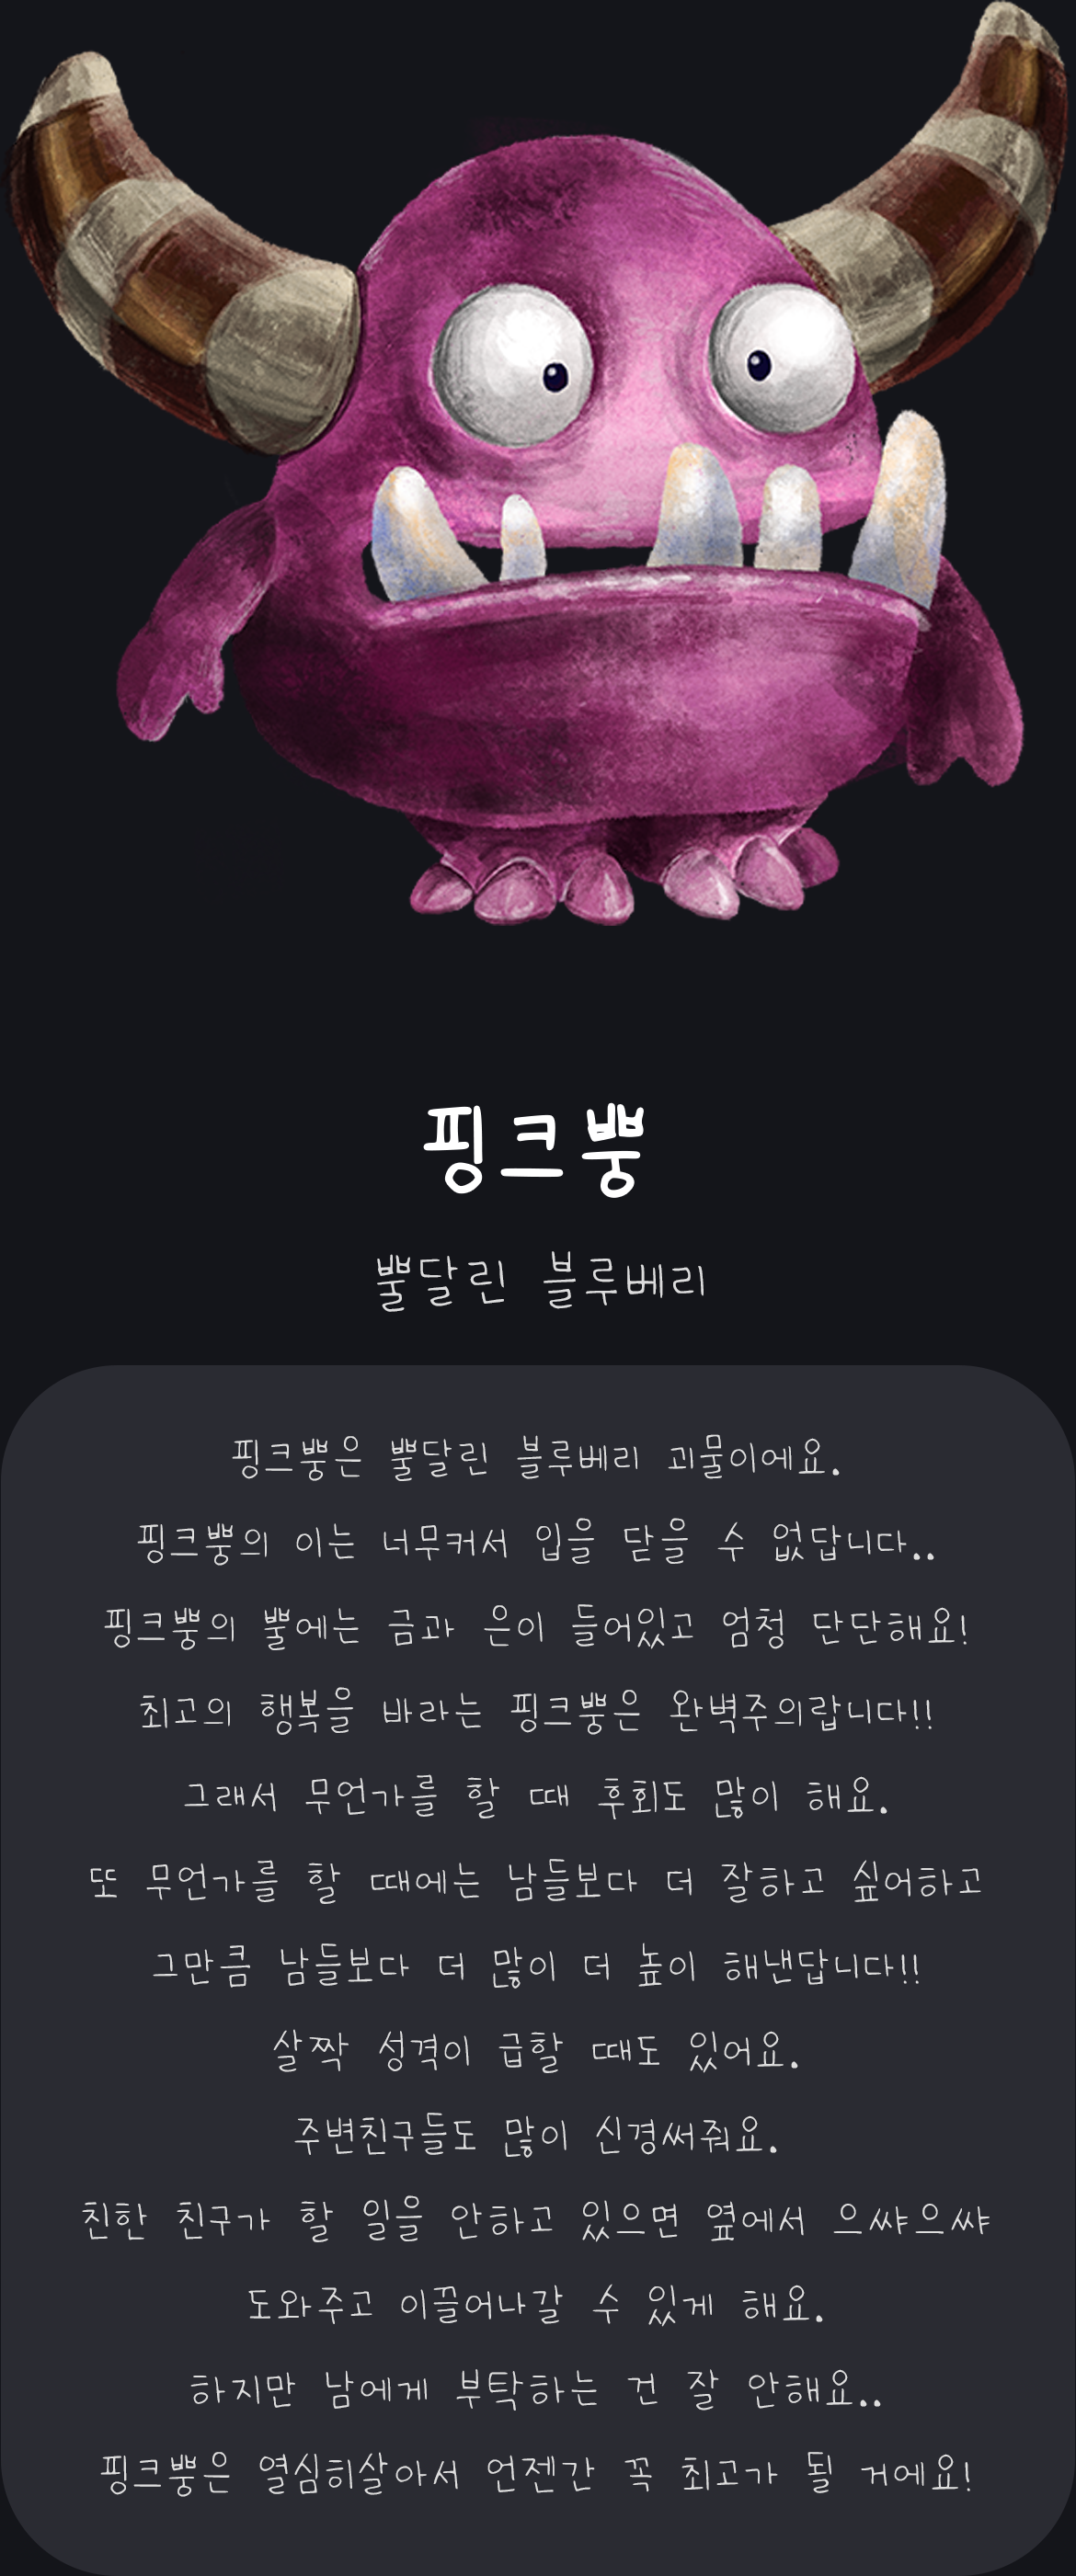 핑크뿡
뿔달린 블루베리
핑크뿡은 뿔달린 블루베리 괴물이에요.
핑크뿡의 이는 너무커서 입을 닫을 수 없답니다..
핑크뿡의 뿔에는 금과 은이 들어있고 엄청 단단해요!
최고의 행복을 바라는 핑크뿡은 완벽주의랍니다!!
그래서 무언가를 할 때 후회도 많이 해요.
또 무언가를 할 때에는 남들보다 더 잘하고 싶어하고
그만큼 남들보다 더 많이 더 높이 해낸답니다!!
살짝 성격이 급할 때도 있어요.
주변친구들도 많이 신경써줘요.
친한 친구가 할 일을 안하고 있으면 옆에서 으쌰으쌰
도와주고 이끌어나갈 수 있게 해요.
하지만 남에게 부탁하는 건 잘 안해요..
핑크뿡은 열심히살아서 언젠간 꼭 최고가 될 거에요!